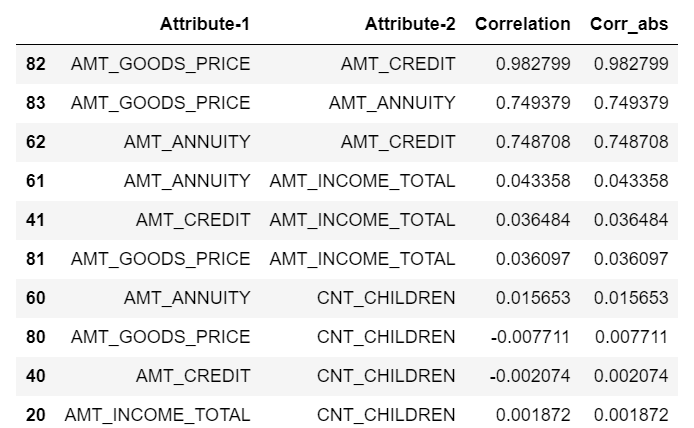 Attribute-1 Attribute-2 Correlation Corr_abs
82 AMT_GOODS_PRICE AMT_CREDIT 0.982799 0.982799
83 AMT_GOODS_PRICE AMT_ANNUITY 0.749379 0.749379
62 AMT_ANNUITY AMT_CREDIT 0.748708 0.748708
61 AMT_ANNUITY AMT_INCOME_TOTAL 0.043358 0.043358
41 AMT_CREDIT AMT_INCOME_TOTAL 0.036484 0.036484
81 AMT_GOODS_PRICE AMT_INCOME_TOTAL 0.036097 0.036097
60 AMT_ANNUITY CNT_CHILDREN 0.015653 0.015653
80 AMT_GOODS_PRICE CNT_CHILDREN -0.007711 0.007711
40 AMT_CREDIT CNT_CHILDREN -0.002074 0.002074
20 AMT_INCOME_TOTAL CNT_CHILDREN 0.001872 0.001872